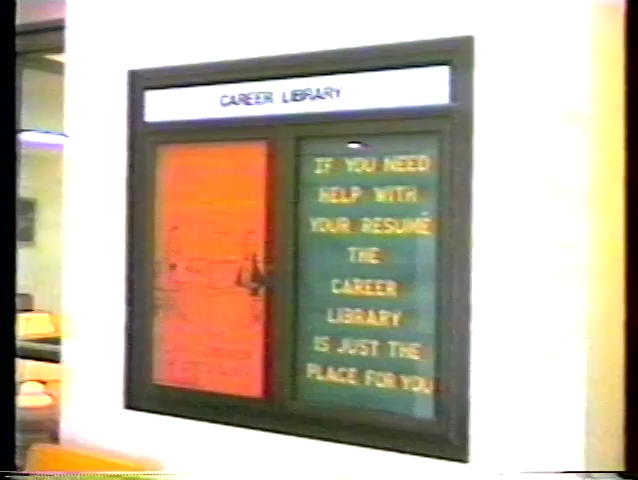 CAREER LIBRARY
IF YOU NEED
HELP WITH
YOUR RESUMÉ
THE
CAREER
LIBRARY
IS JUST THE
PLACE FOR YOU